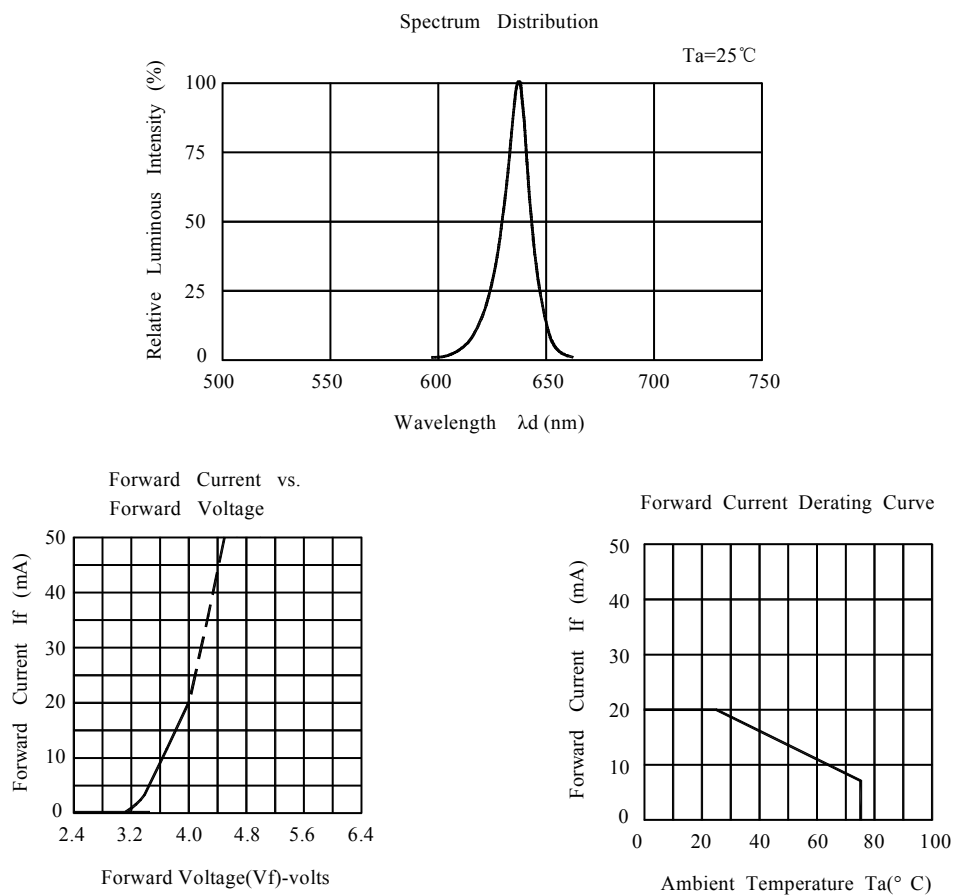 Spectrum Distribution
Ta=25℃
Relative Luminous Intensity (%)
100
75
50
25
0
500 550 600 650 700 750
Wavelength λd (nm)
Forward Current vs.
Forward Voltage
Forward Current If (mA)
50
40
30
20
10
0
2.4 3.2 4.0 4.8 5.6 6.4
Forward Voltage(Vf)-volts
Forward Current Derating Curve
Forward Current If (mA)
50
40
30
20
10
0
0 20 40 60 80 100
Ambient Temperature Ta(° C)